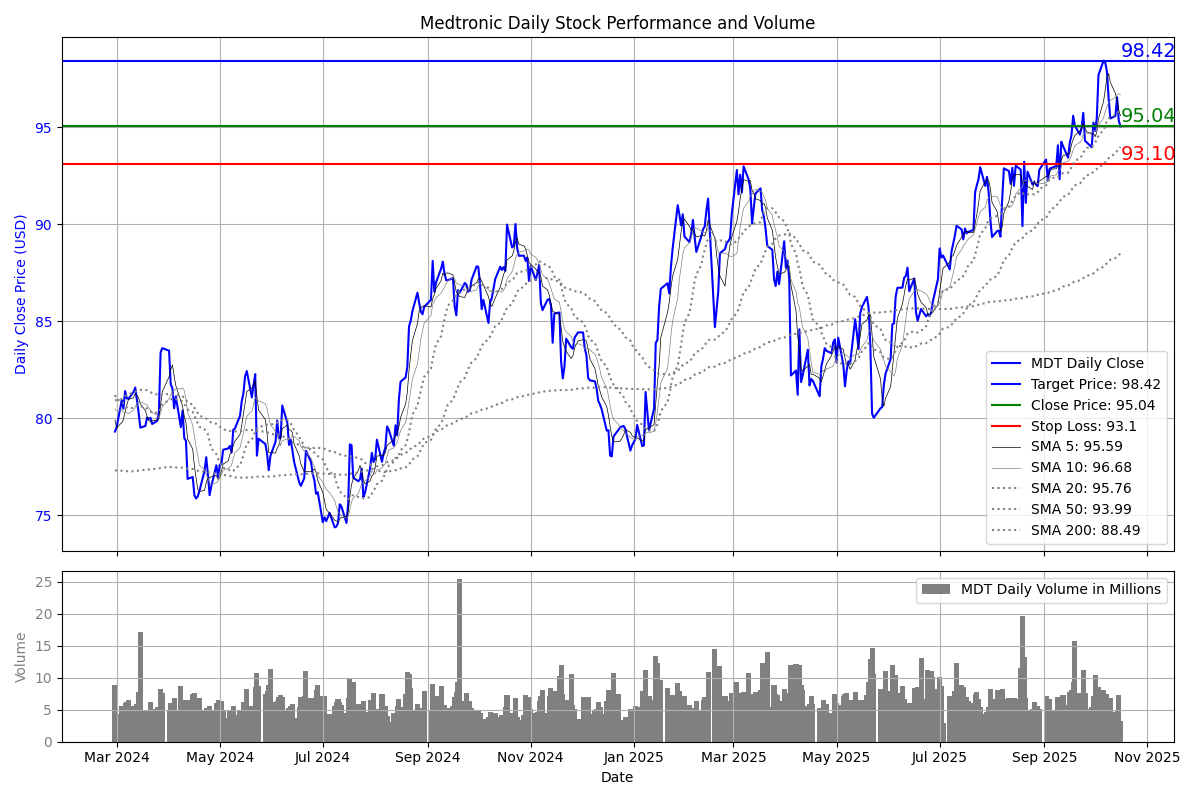 Medtronic Daily Stock Performance and Volume
98.42
95.04
93.10
95
90
85
80
75
Daily Close Price (USD)
MDT Daily Close
Target Price: 98.42
Close Price: 95.04
Stop Loss: 93.1
SMA 5: 95.59
SMA 10: 96.68
SMA 20: 95.76
SMA 50: 93.99
SMA 200: 88.49
25
20
15
10
5
0
Volume
MDT Daily Volume in Millions
Mar 2024 May 2024 Jul 2024 Sep 2024 Nov 2024 Jan 2025 Mar 2025 May 2025 Jul 2025 Sep 2025 Nov 2025
Date